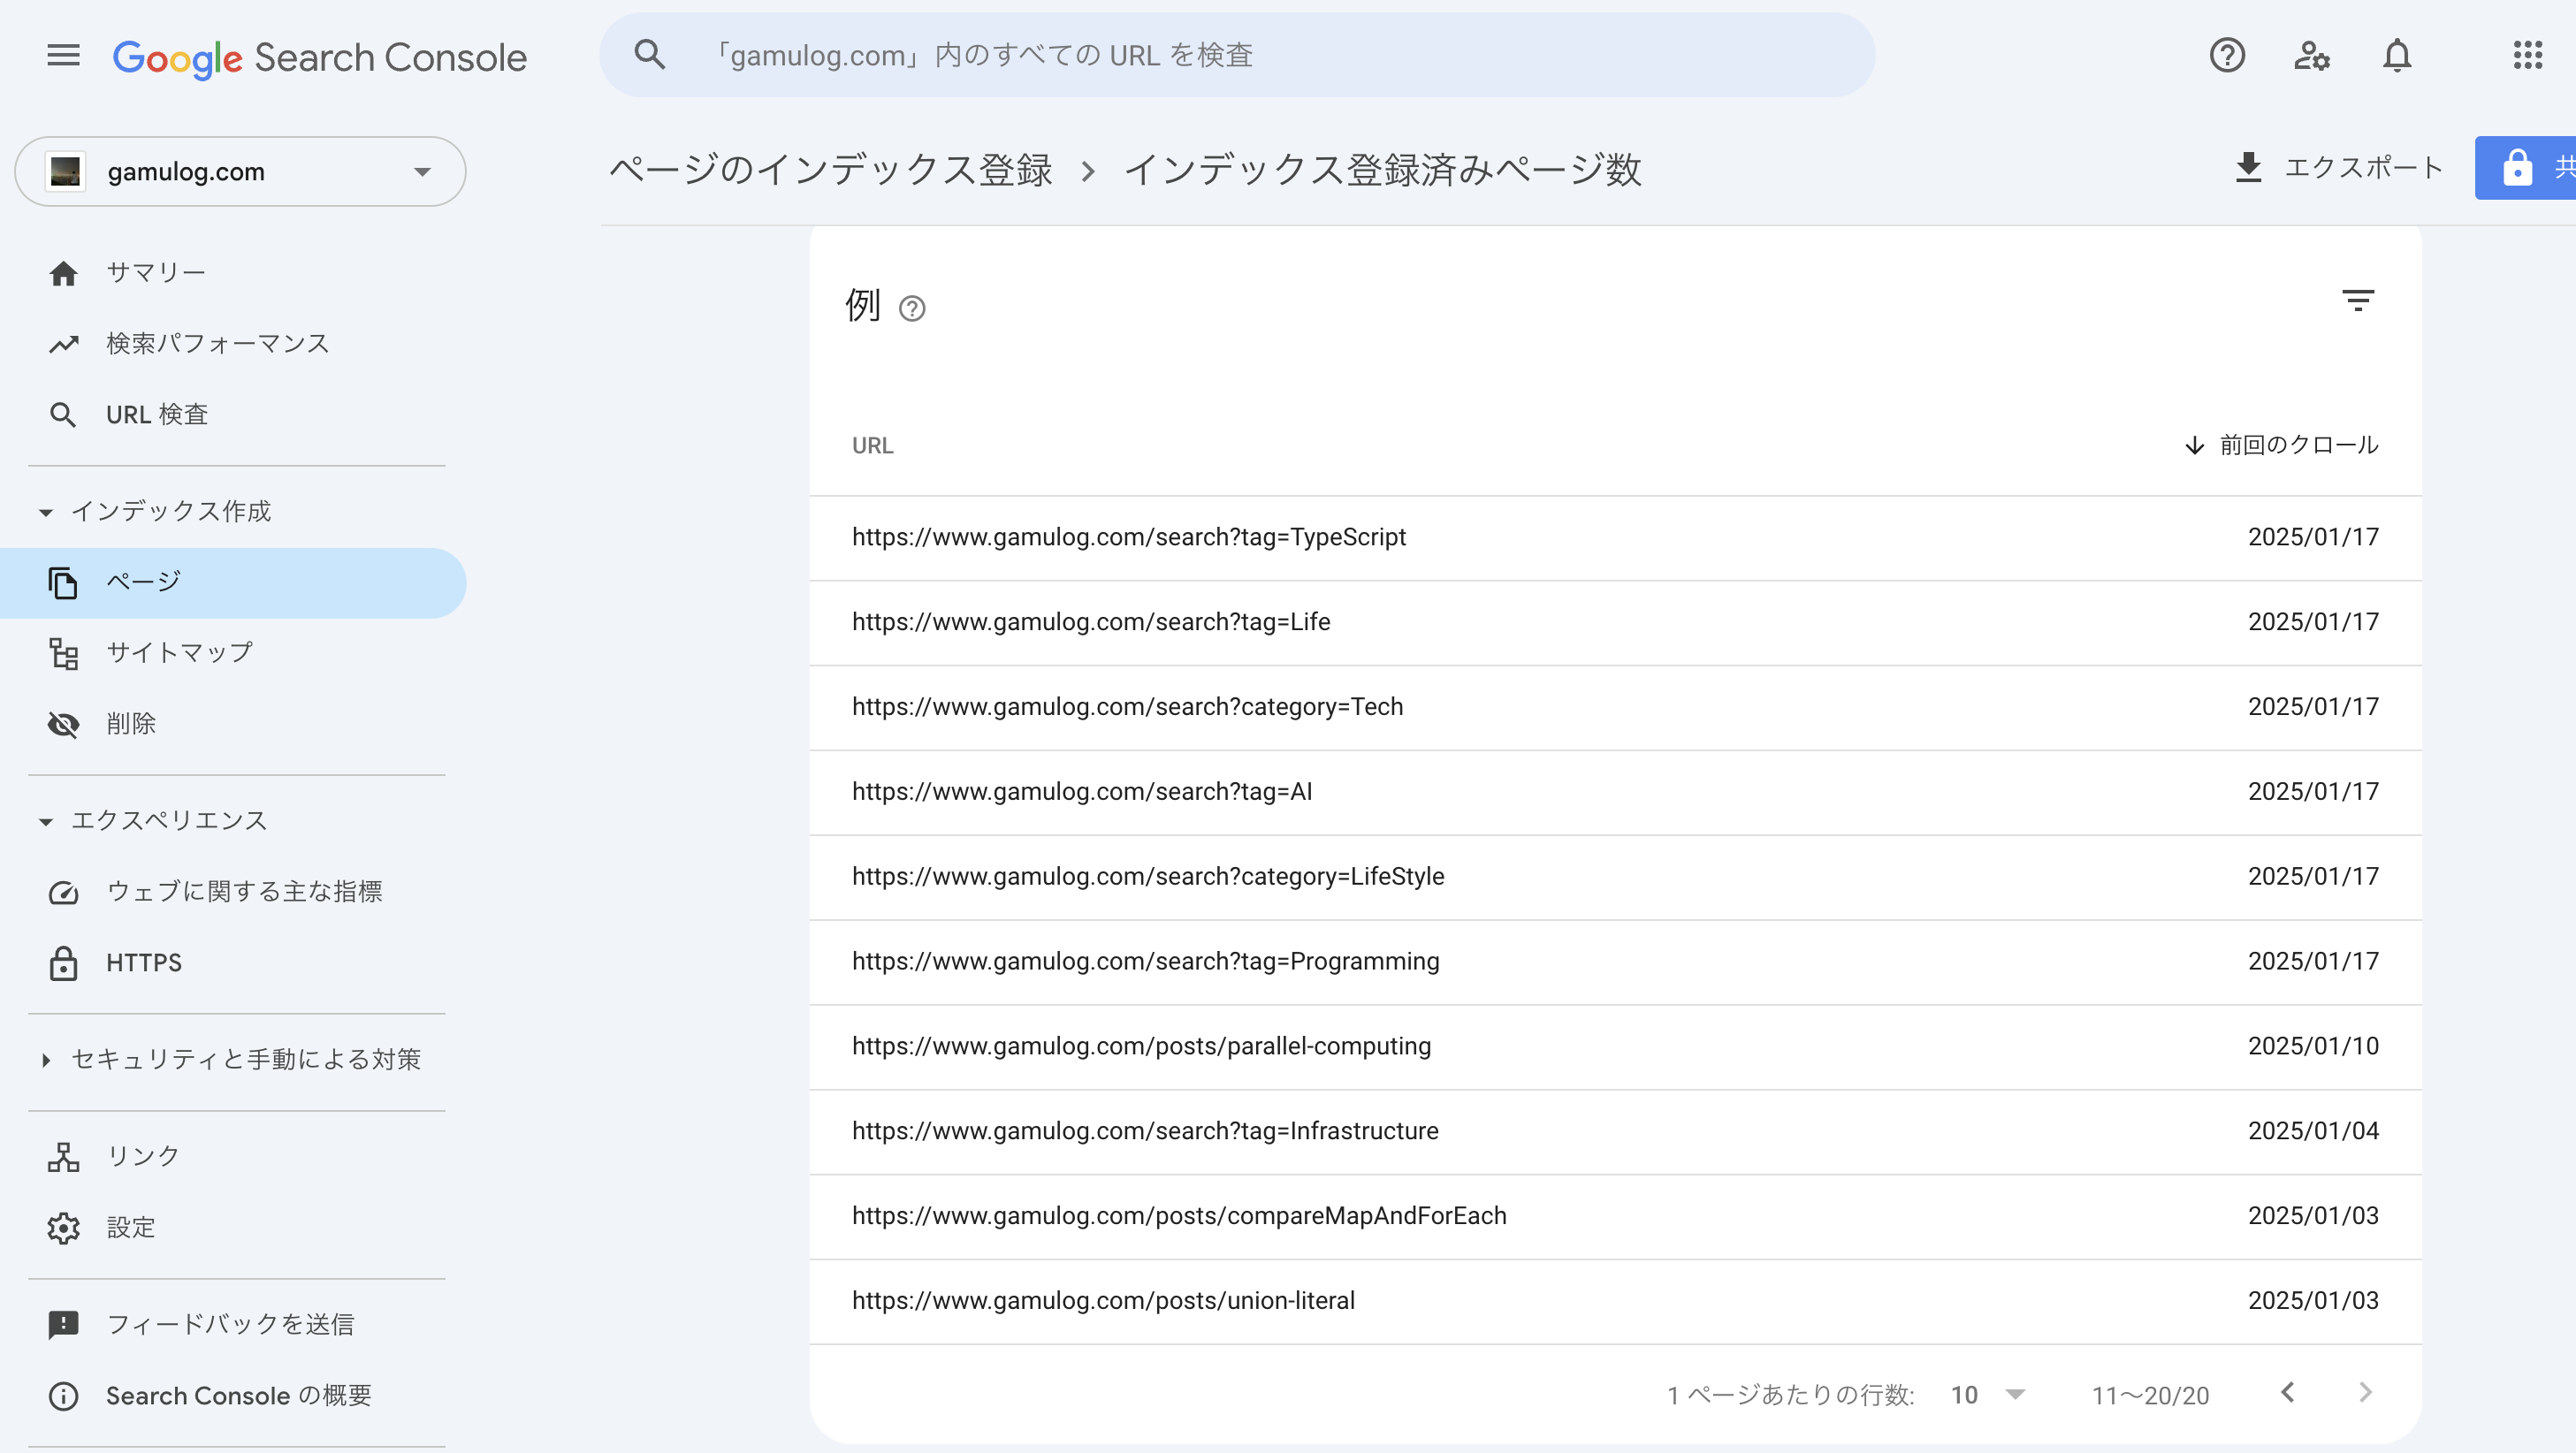 Google Search Console
「gamulog.com」内のすべての URL を検査
gamulog.com
ページのインデックス登録 › インデックス登録済みページ数
エクスポート
共
サマリー
検索パフォーマンス
URL 検査
インデックス作成
ページ
サイトマップ
削除
エクスペリエンス
ウェブに関する主な指標
HTTPS
セキュリティと手動による対策
リンク
設定
フィードバックを送信
Search Console の概要
例
URL 前回のクロール
https://www.gamulog.com/search?tag=TypeScript 2025/01/17
https://www.gamulog.com/search?tag=Life 2025/01/17
https://www.gamulog.com/search?category=Tech 2025/01/17
https://www.gamulog.com/search?tag=AI 2025/01/17
https://www.gamulog.com/search?category=LifeStyle 2025/01/17
https://www.gamulog.com/search?tag=Programming 2025/01/17
https://www.gamulog.com/posts/parallel-computing 2025/01/10
https://www.gamulog.com/search?tag=Infrastructure 2025/01/04
https://www.gamulog.com/posts/compareMapAndForEach 2025/01/03
https://www.gamulog.com/posts/union-literal 2025/01/03
1 ページあたりの行数: 10 11～20/20